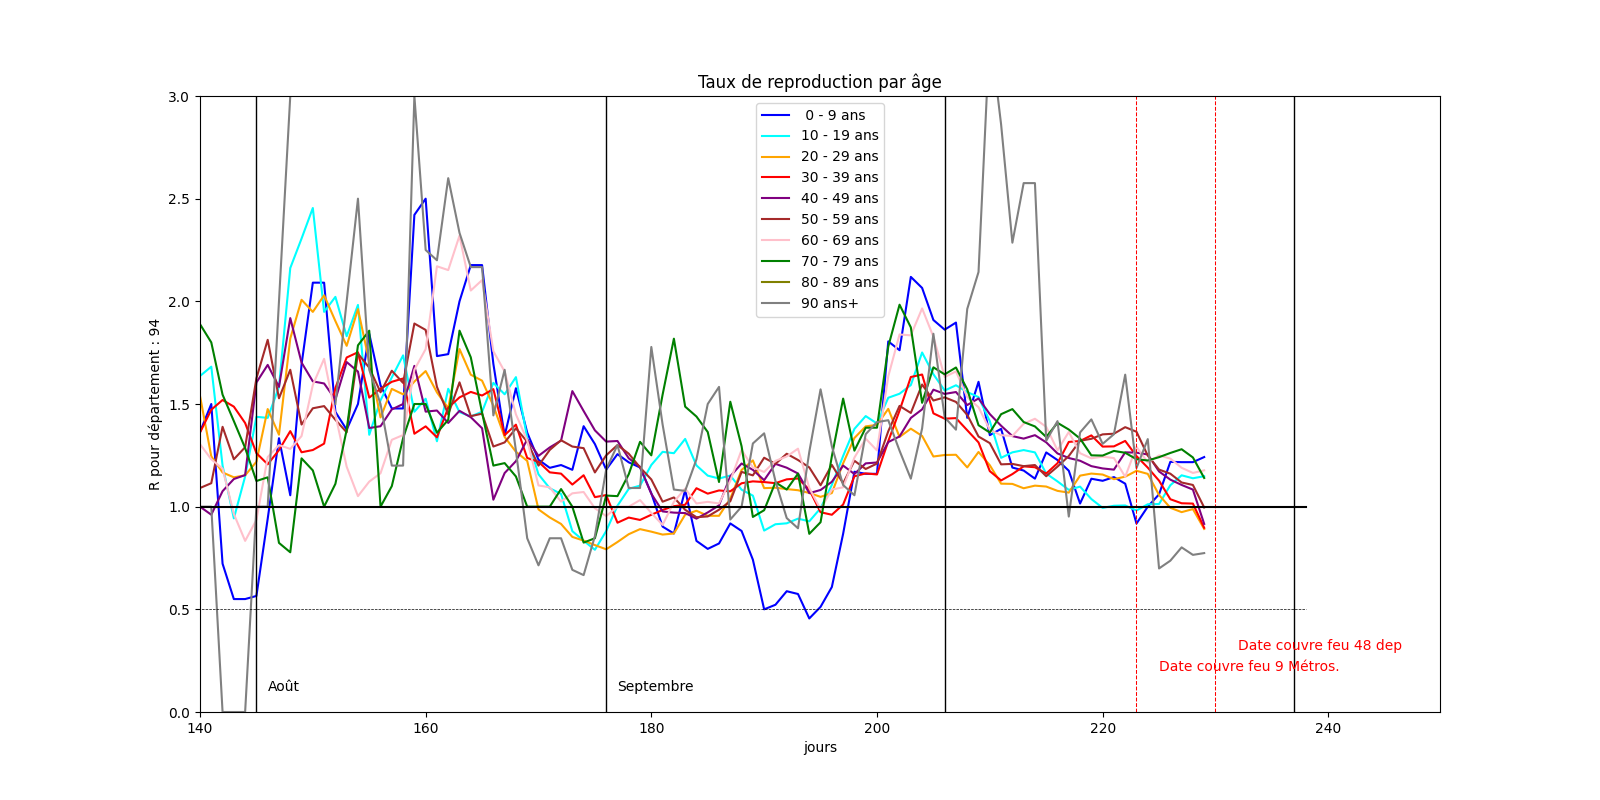 Taux de reproduction par âge
R pour département : 94
3.0
2.5
2.0
1.5
1.0
0.5
0.0
0 - 9 ans
10 - 19 ans
20 - 29 ans
30 - 39 ans
40 - 49 ans
50 - 59 ans
60 - 69 ans
70 - 79 ans
80 - 89 ans
90 ans+
Date couvre feu 48 dep
Date couvre feu 9 Métros.
Août
Septembre
140
160
180
200
220
240
jours